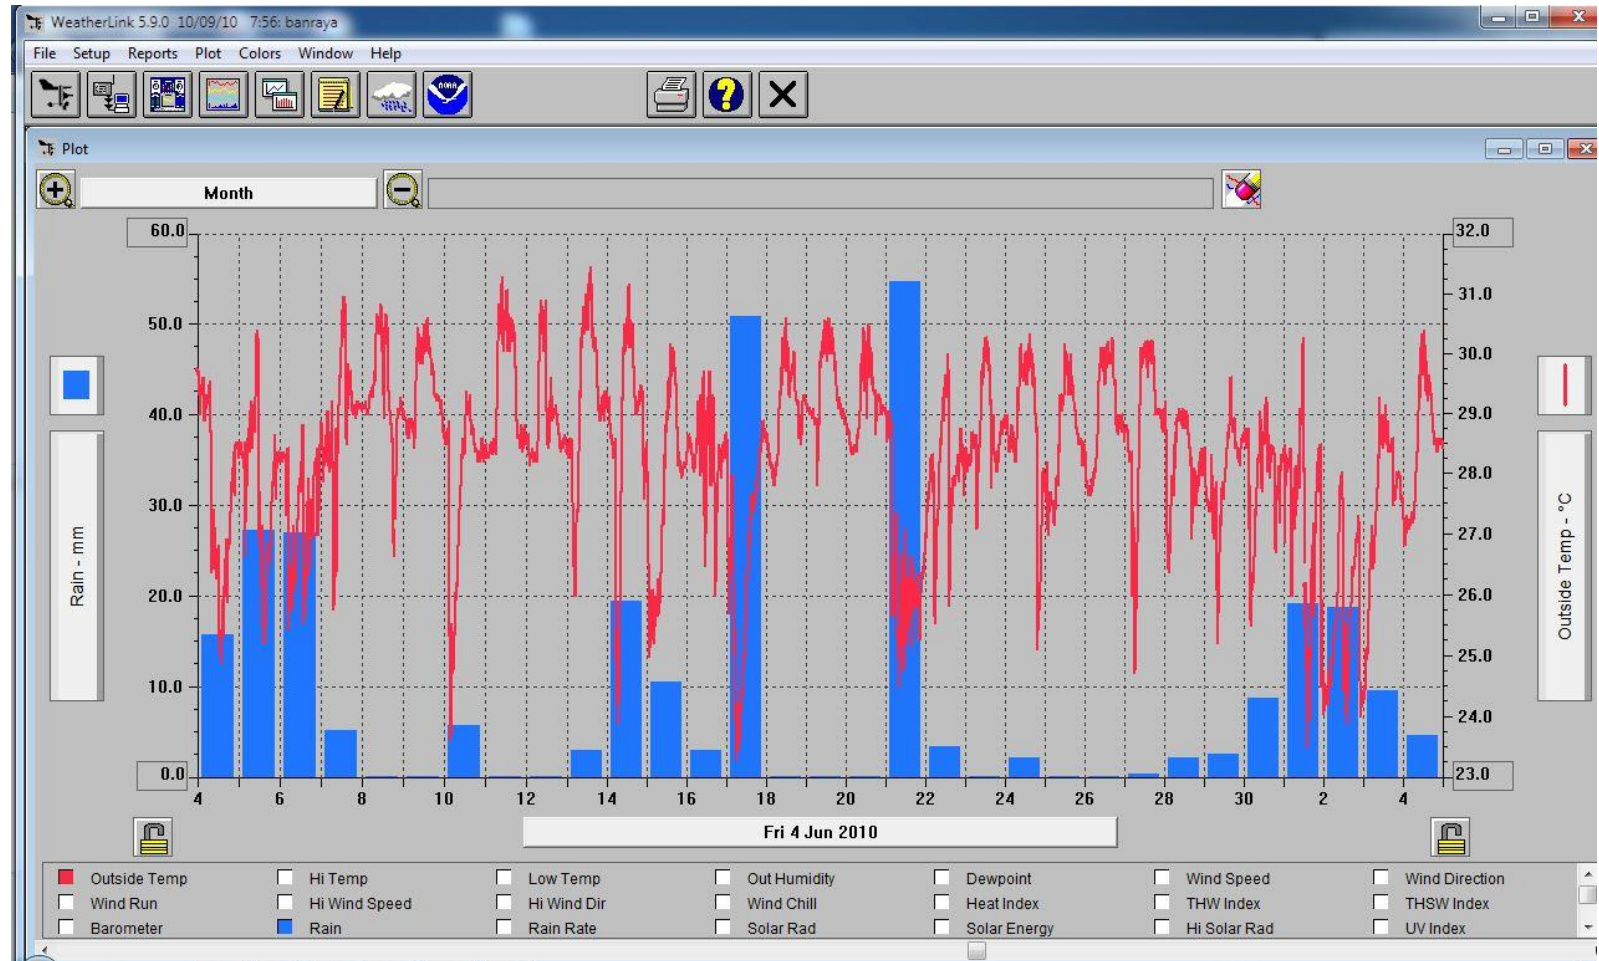 WeatherLink 5.9.0 10/09/10 7:56: banraya
File Setup Reports Plot Colors Window Help
NOAA
Plot
Month
60.0 32.0
31.0
50.0
30.0
40.0 29.0
28.0
30.0
27.0
20.0 26.0
25.0
10.0
24.0
0.0 23.0
Rain - mm
Outside Temp - °C
4 6 8 10 12 14 16 18 20 22 24 26 28 30 2 4
Fri 4 Jun 2010
Outside Temp Hi Temp Low Temp Out Humidity Dewpoint Wind Speed Wind Direction
Wind Run Hi Wind Speed Hi Wind Dir Wind Chill Heat Index THW Index THSW Index
Barometer Rain Rain Rate Solar Rad Solar Energy Hi Solar Rad UV Index